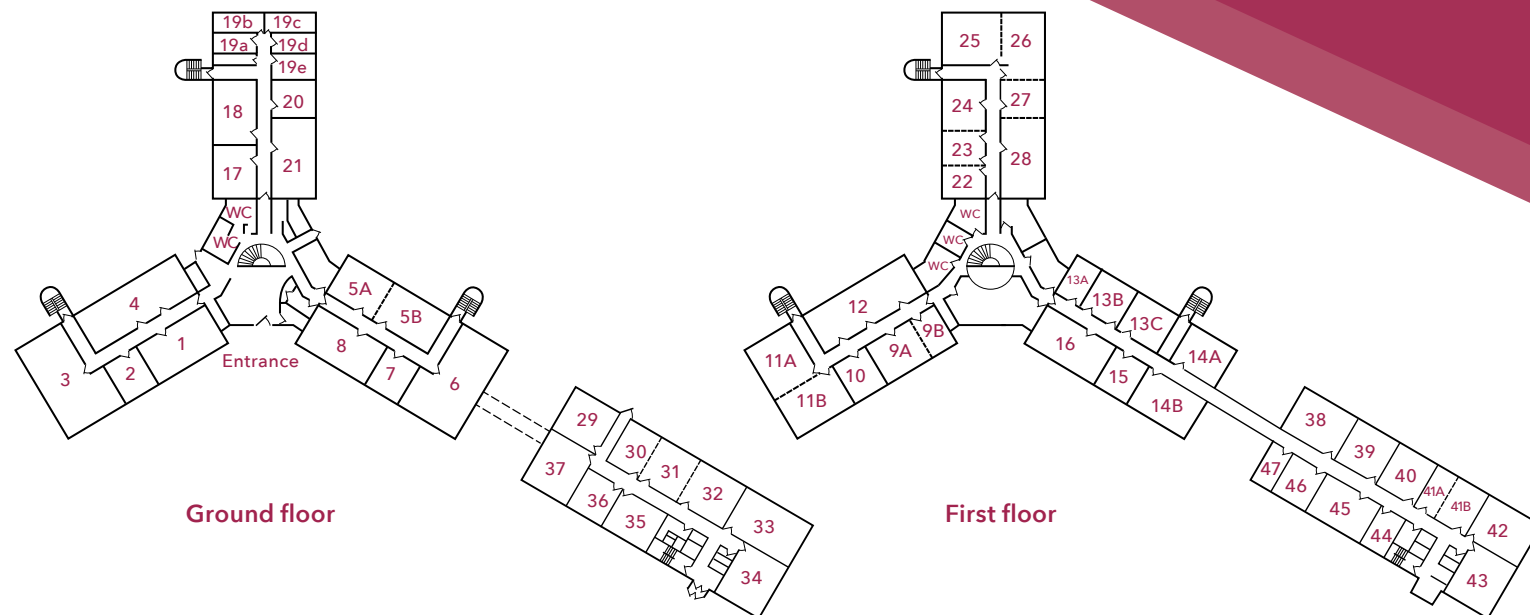 19b 19c
19a 19d
19e
18 20
17 21
WC
WC
4 5A 5B
1 Entrance 8
3 2 7 6
29
37 30 31 32
36 35 33
34
Ground floor
25 26
24 27
23 28
22
WC
WC
WC
12 13A 13B 13C
11A 9A 9B 16 14A
11B 10 15 14B
38
47 39 40 41A 41B 42
46 45 44 43
First floor